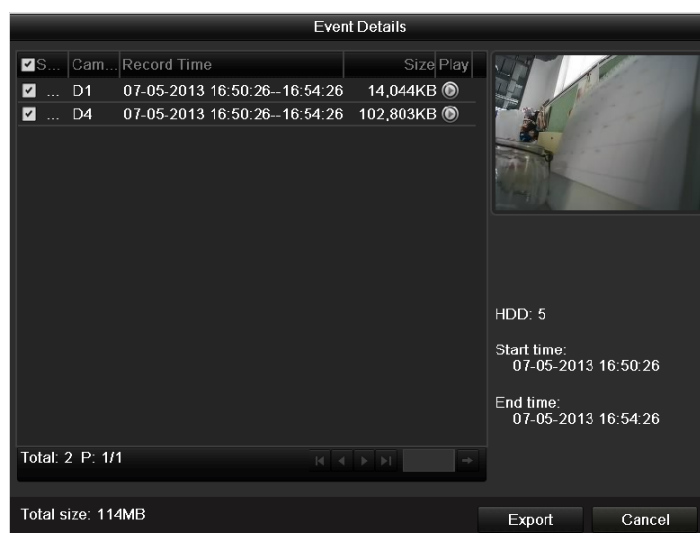 Event Details
S... Cam... Record Time Size Play
... D1 07-05-2013 16:50:26--16:54:26 14,044KB
... D4 07-05-2013 16:50:26--16:54:26 102,803KB
HDD: 5
Start time:
07-05-2013 16:50:26
End time:
07-05-2013 16:54:26
Total: 2 P: 1/1
Total size: 114MB
Export Cancel